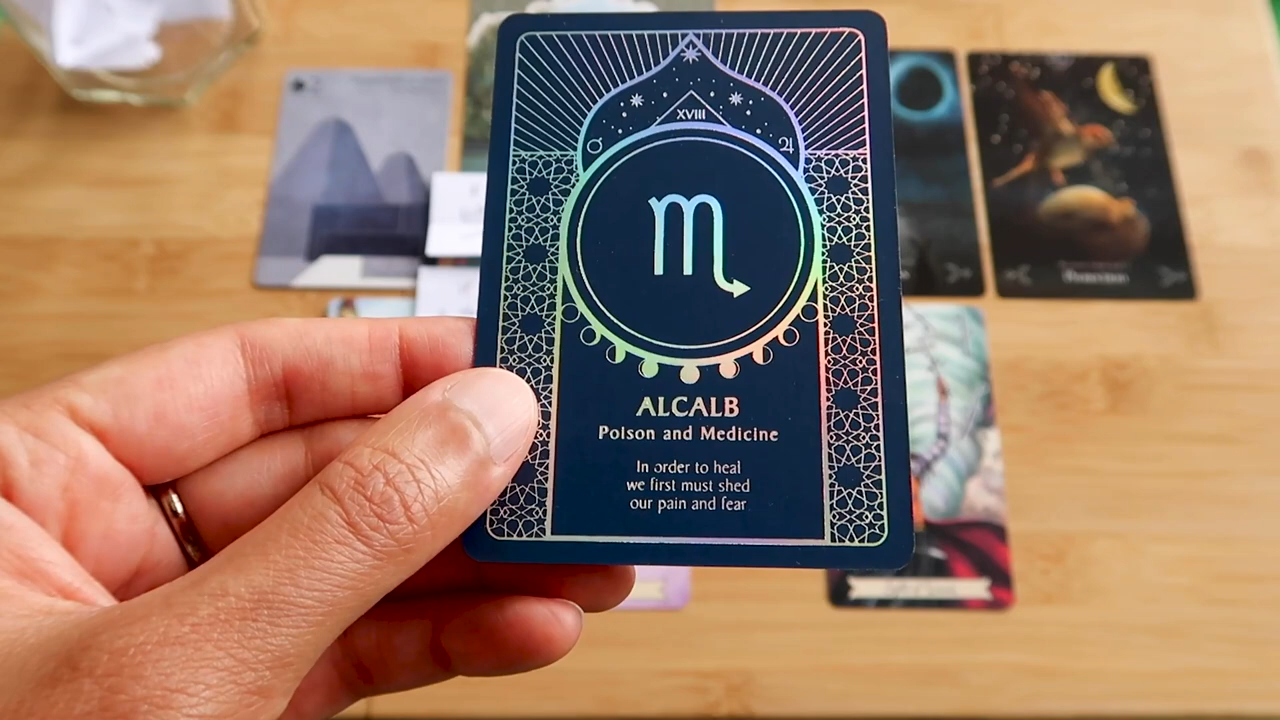 XVIII
ALCALB
Poison and Medicine
In order to heal
we first must shed
our pain and fear